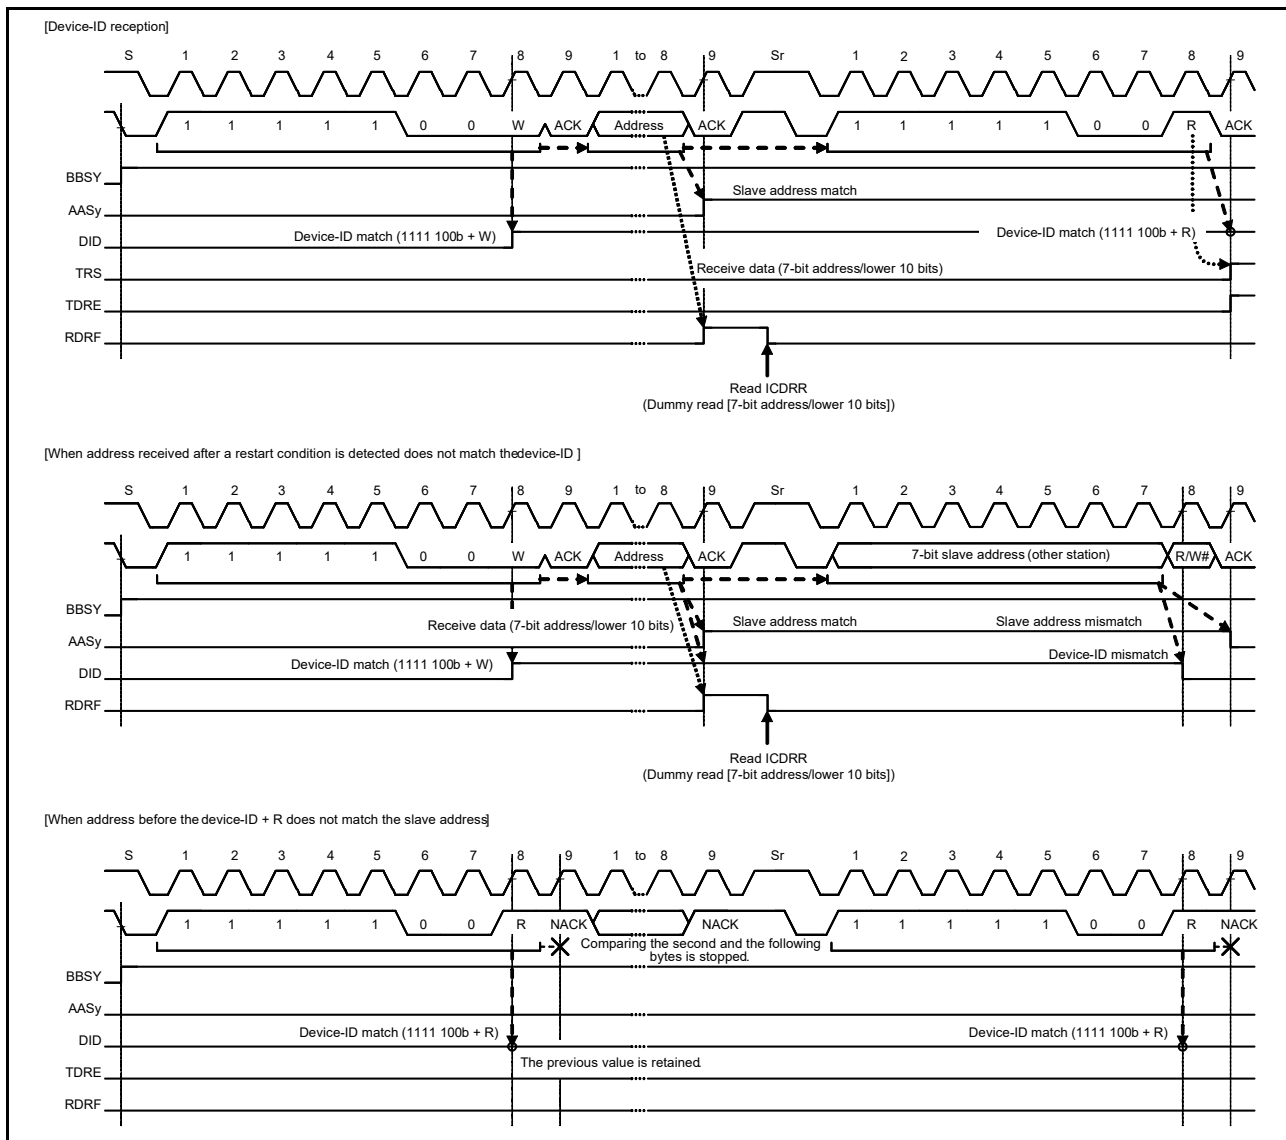 [Device-ID reception]
S 1 2 3 4 5 6 7 8 9 1 to 8 9 Sr 1 2 3 4 5 6 7 8 9
1 1 1 1 1 0 0 W ACK Address ACK 1 1 1 1 1 0 0 R ACK
BBSY
Slave address match
AASy
Device-ID match (1111 100b + W) Device-ID match (1111 100b + R)
DID
Receive data (7-bit address/lower 10 bits)
TRS
TDRE
RDRF
Read ICDRR
(Dummy read [7-bit address/lower 10 bits])
[When address received after a restart condition is detected does not match thedevice-ID ]
S 1 2 3 4 5 6 7 8 9 1 to 8 9 Sr 1 2 3 4 5 6 7 8 9
1 1 1 1 1 0 0 W ACK Address ACK 7-bit slave address (other station) R/W# ACK
BBSY
Receive data (7-bit address/lower 10 bits) Slave address match Slave address mismatch
AASy
Device-ID match (1111 100b + W) Device-ID mismatch
DID
RDRF
Read ICDRR
(Dummy read [7-bit address/lower 10 bits])
[When address before the device-ID + R does not match the slave address]
S 1 2 3 4 5 6 7 8 9 1 to 8 9 Sr 1 2 3 4 5 6 7 8 9
1 1 1 1 1 0 0 R NACK NACK 1 1 1 1 1 0 0 R NACK
Comparing the second and the following
bytes is stopped.
BBSY
AASy
Device-ID match (1111 100b + R) Device-ID match (1111 100b + R)
DID
The previous value is retained.
TDRE
RDRF